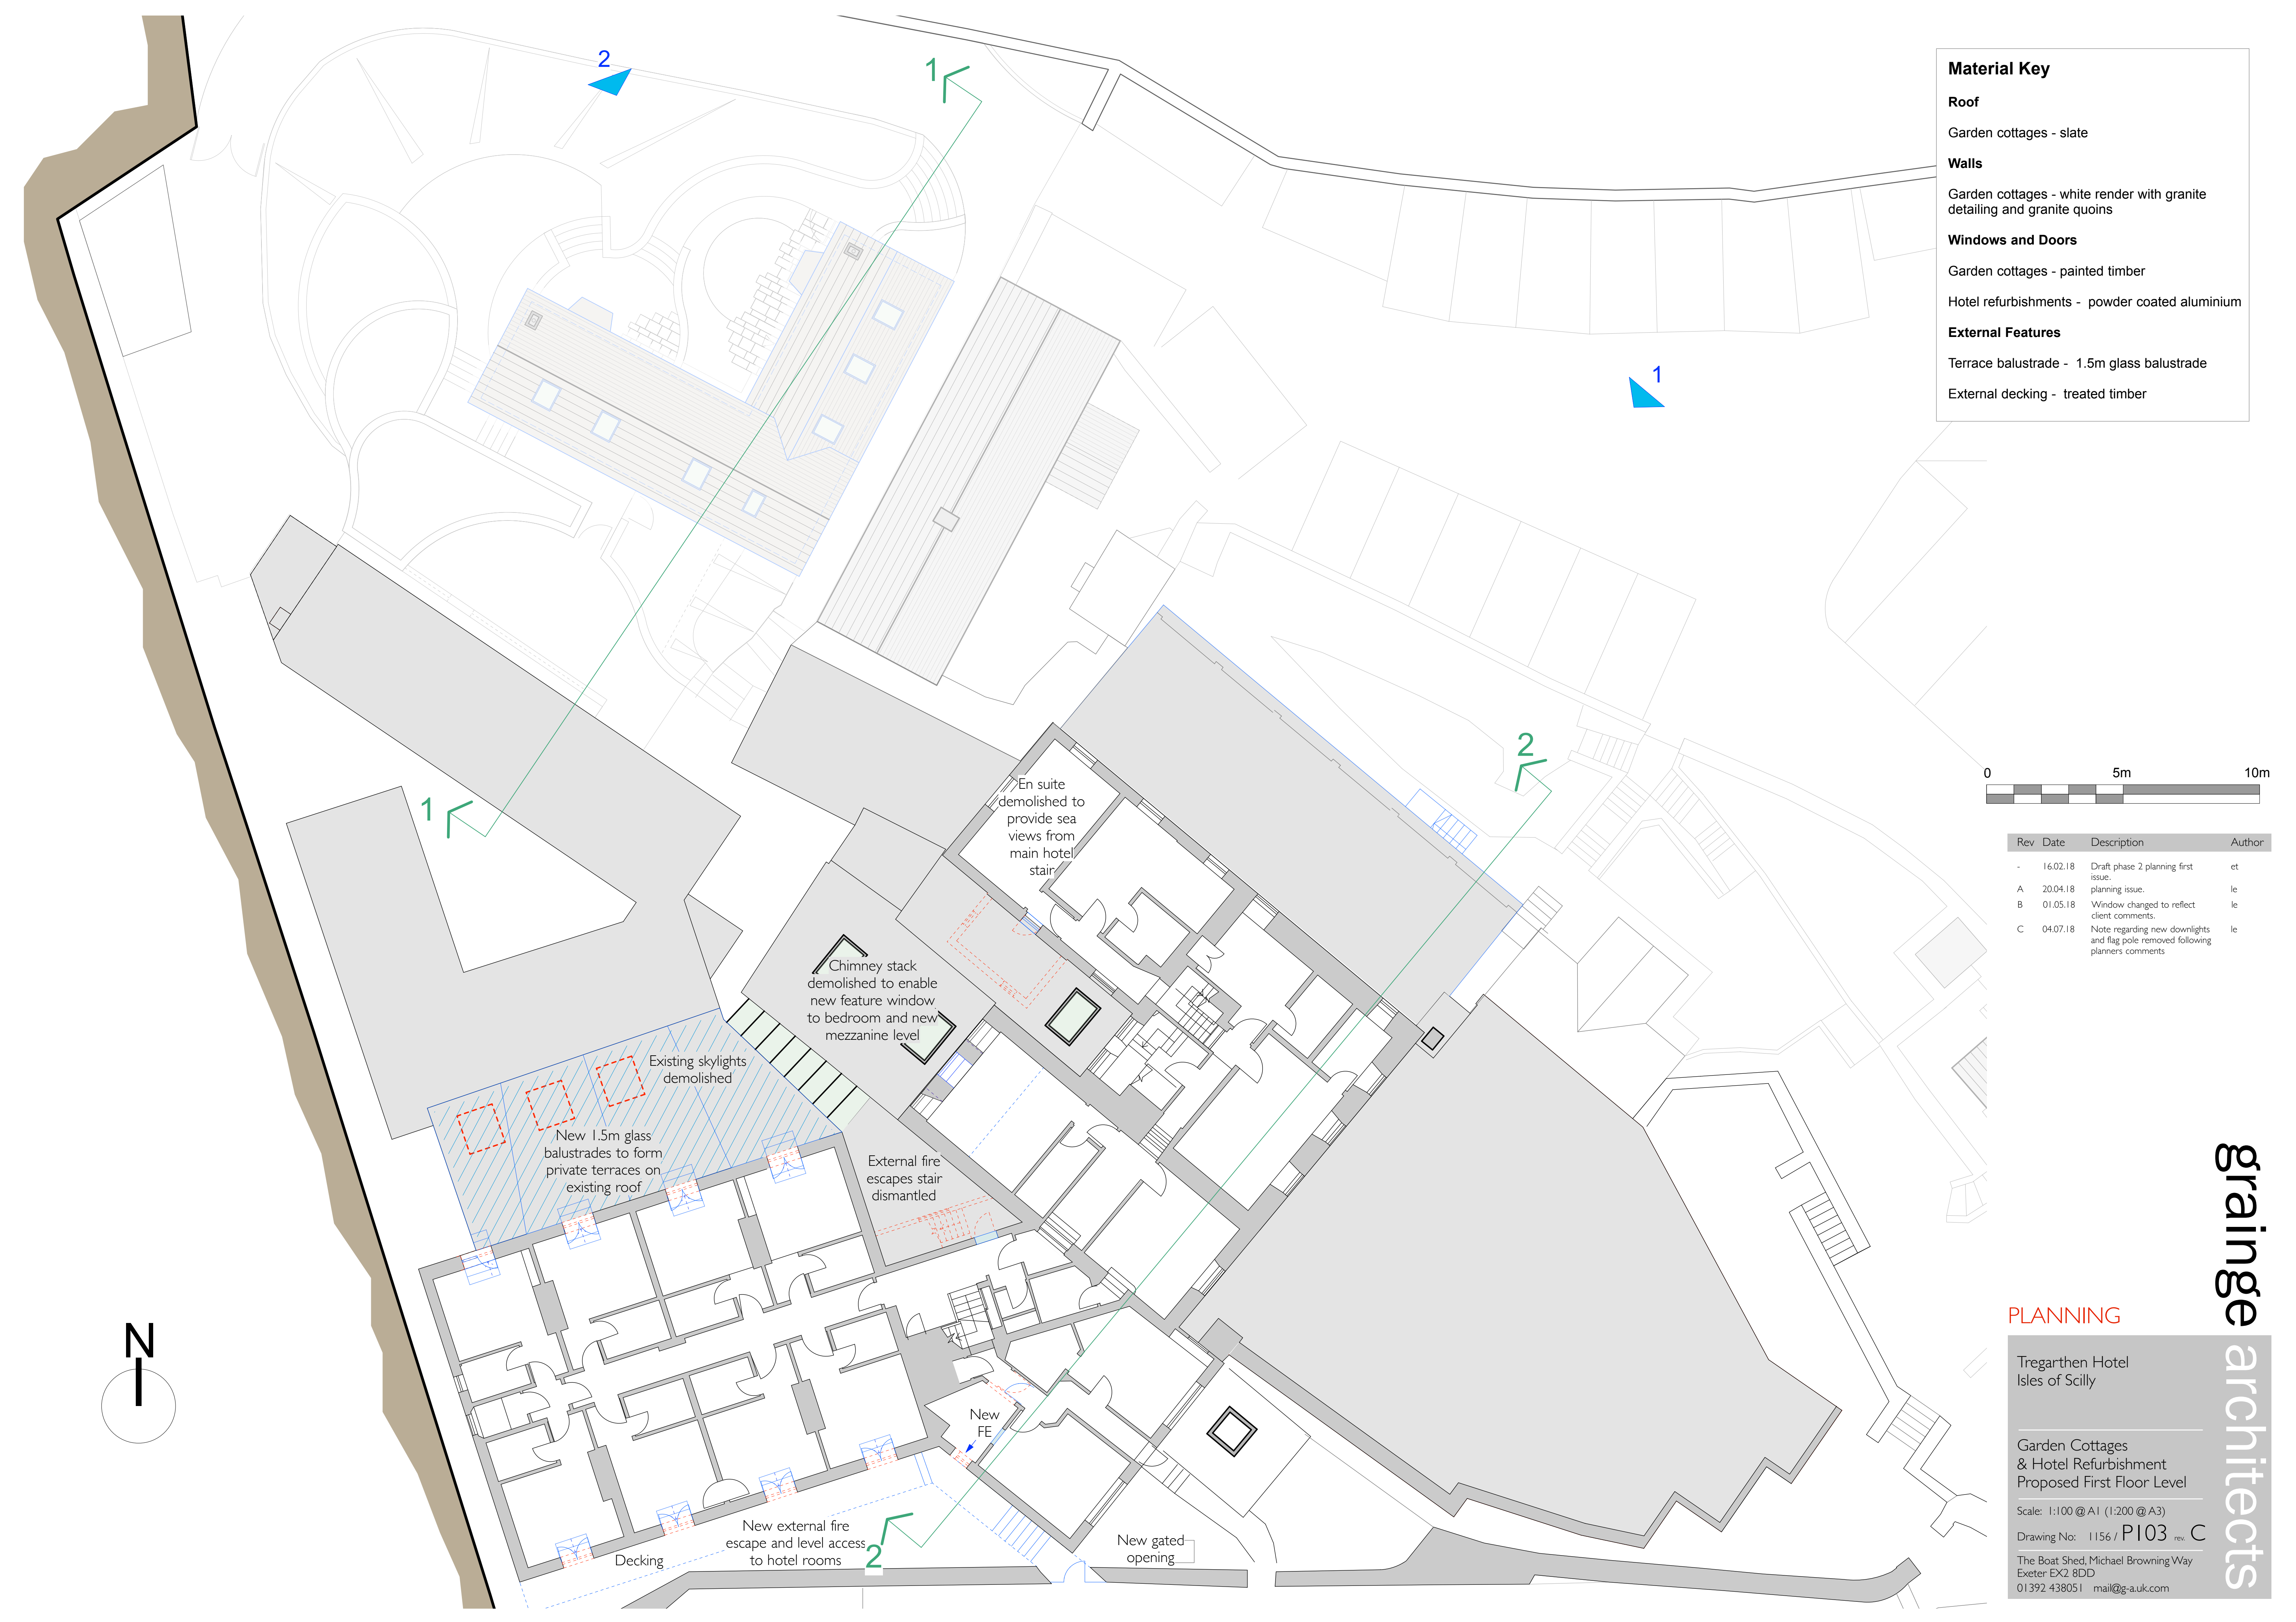 2
1
Material Key
Roof
Garden cottages - slate
Walls
Garden cottages - white render with granite
detailing and granite quoins
Windows and Doors
Garden cottages - painted timber
Hotel refurbishments - powder coated aluminium
External Features
Terrace balustrade - 1.5m glass balustrade
External decking - treated timber
1
2
0 5m 10m
En suite
demolished to
provide sea
views from
main hotel
stair
1
Rev Date Description Author
- 16.02.18 Draft phase 2 planning first et
issue.
A 20.04.18 planning issue. le
B 01.05.18 Window changed to reflect le
client comments.
C 04.07.18 Note regarding new downlights le
and flag pole removed following
planners comments
Chimney stack
demolished to enable
new feature window
to bedroom and new
mezzanine level
Existing skylights
demolished
New 1.5m glass
balustrades to form
private terraces on
existing roof
External fire
escapes stair
dismantled
N
New
FE
New external fire
escape and level access
to hotel rooms
Decking
2
New gated
opening
grainge architects
PLANNING
Tregarthen Hotel
Isles of Scilly
Garden Cottages
& Hotel Refurbishment
Proposed First Floor Level
Scale: 1:100 @ A1 (1:200 @ A3)
Drawing No: 1156 / P103 rev. C
The Boat Shed, Michael Browning Way
Exeter EX2 8DD
01392 438051 mail@g-a.uk.com